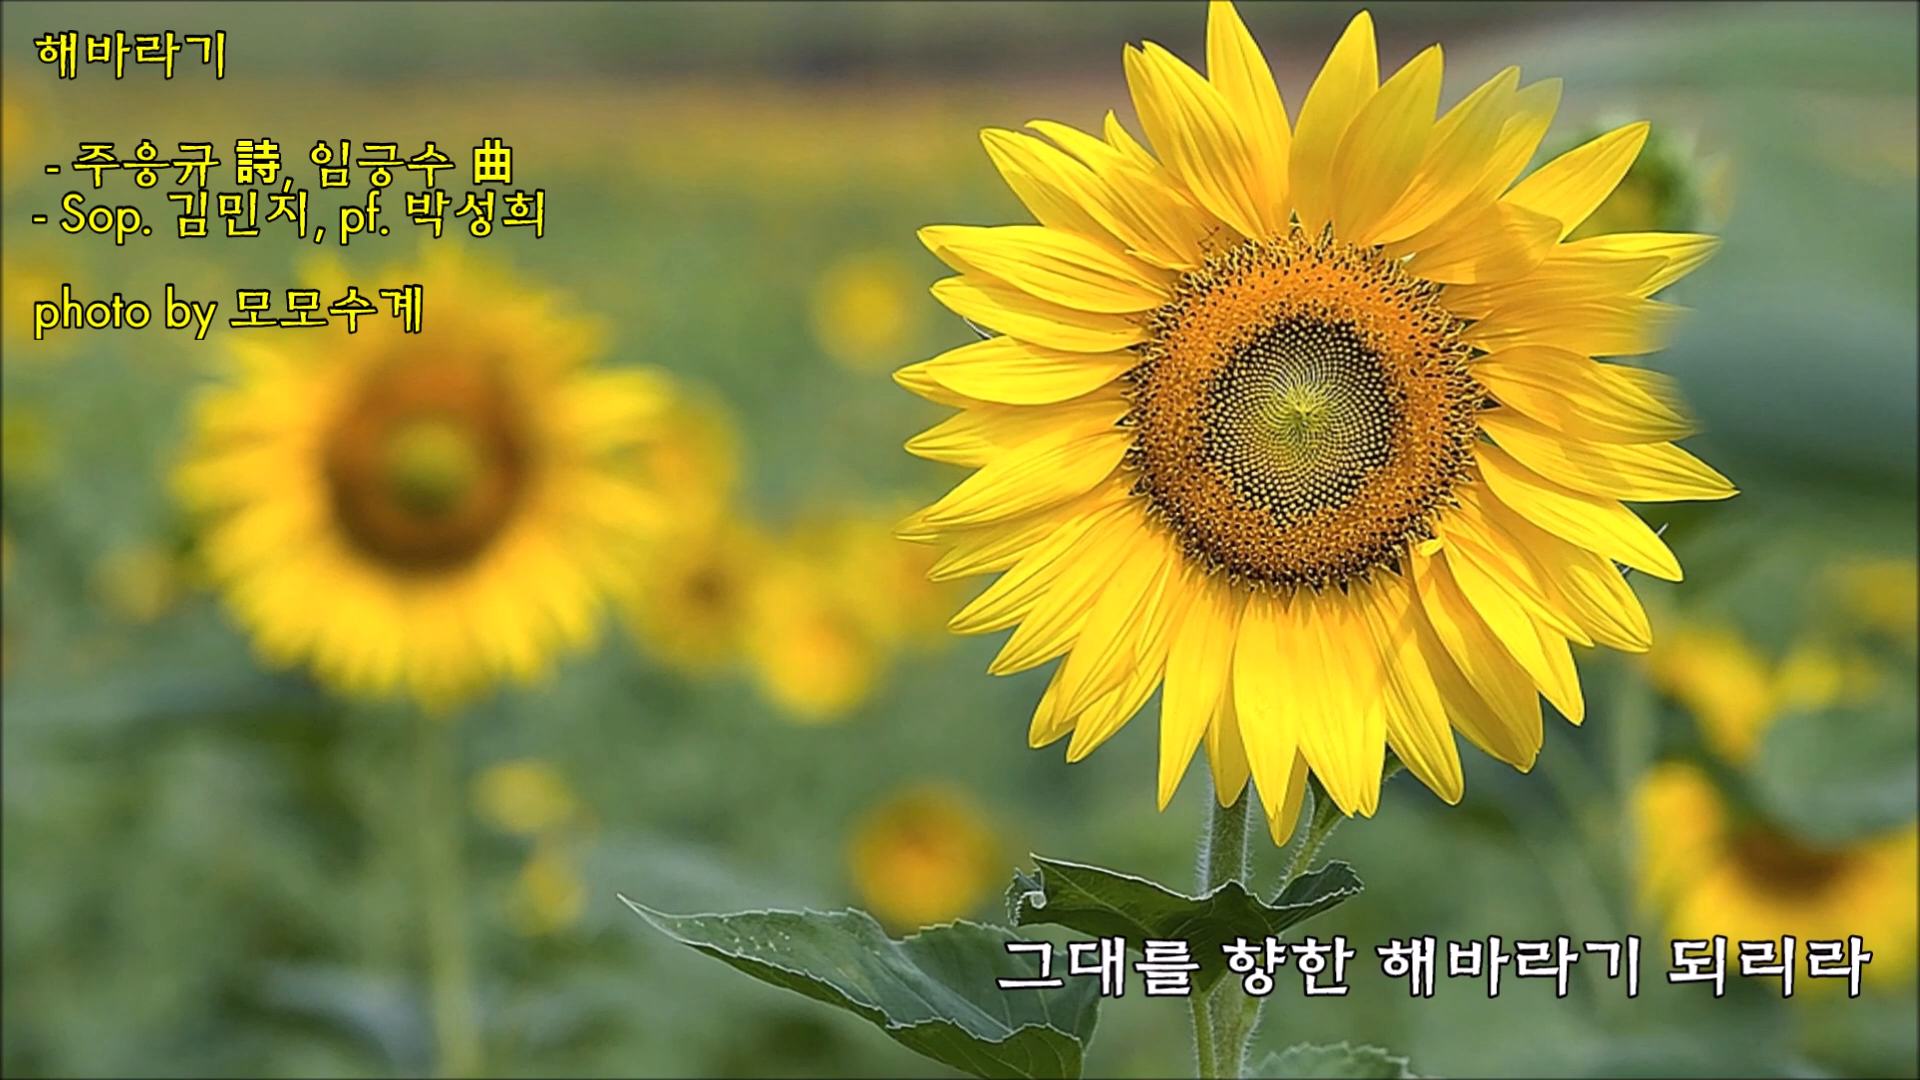 해바라기
- 주응규 詩, 임긍수 曲
- Sop. 김민지, pf. 박성희
photo by 모모수계
그대를 향한 해바라기 되리라